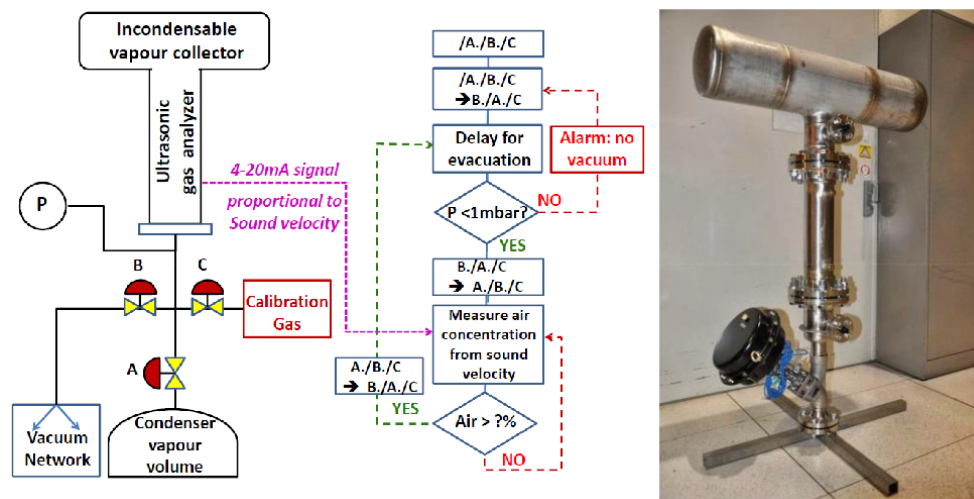 Incondensable
vapour collector
Ultrasonic
gas analyzer
P
B
C
Calibration
Gas
A
Vacuum
Network
Condenser
vapour
volume
4-20mA signal
proportional to
Sound velocity
/A./B./C
/A./B./C
➔B./A./C
Delay for
evacuation
Alarm: no
vacuum
P <1mbar?
NO
YES
B./A./C
➔ A./B./C
Measure air
concentration
from sound
velocity
A./B./C
➔ B./A./C
YES
Air > ?%
NO